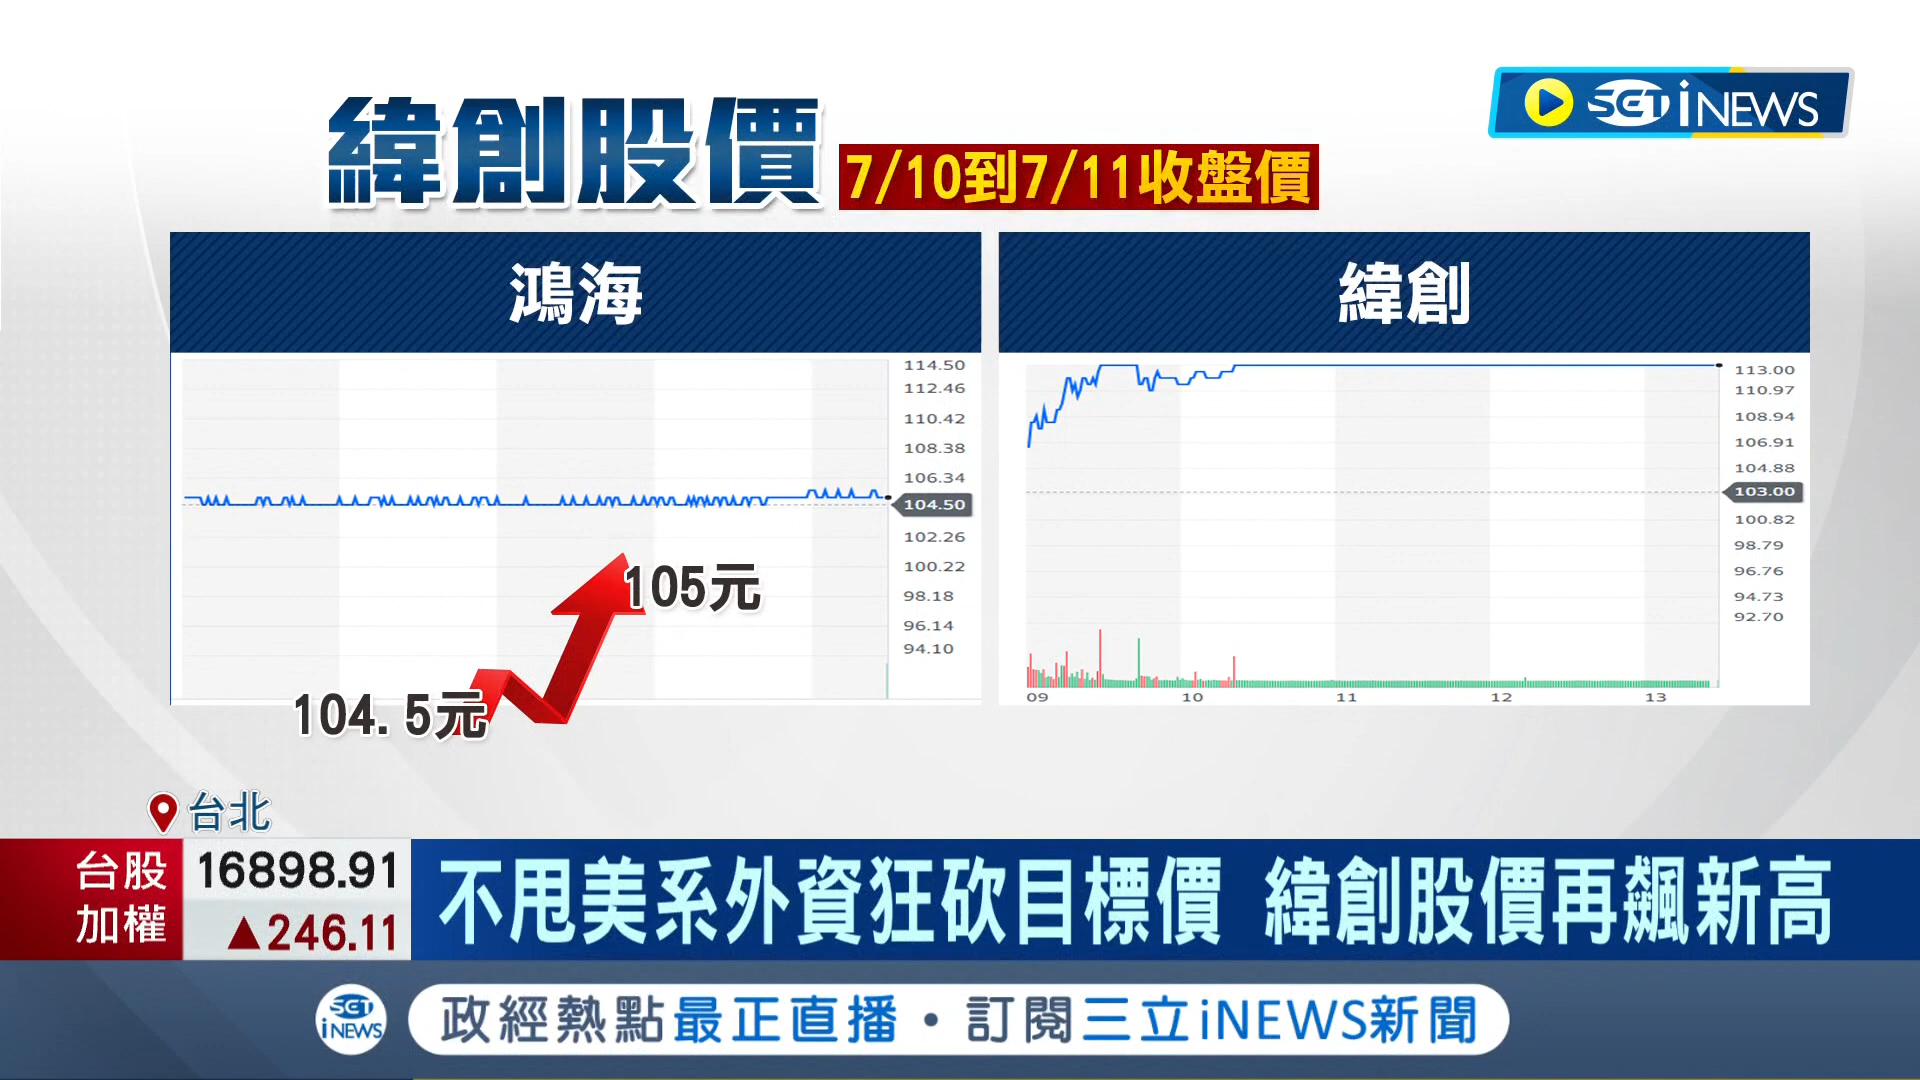 緯創股價
7/10到7/11收盤價
SET iNEWS
鴻海
114.50
112.46
110.42
108.38
106.34
104.50
102.26
100.22
98.18
96.14
94.10
104.5元
105元
緯創
113.00
110.97
108.94
106.91
104.88
103.00
100.82
98.79
96.76
94.73
92.70
09 10 11 12 13
台北
台股
加權
16898.91
▲246.11
不甩美系外資狂砍目標價 緯創股價再飆新高
SET
iNEWS
政經熱點最正直播・訂閱三立iNEWS新聞